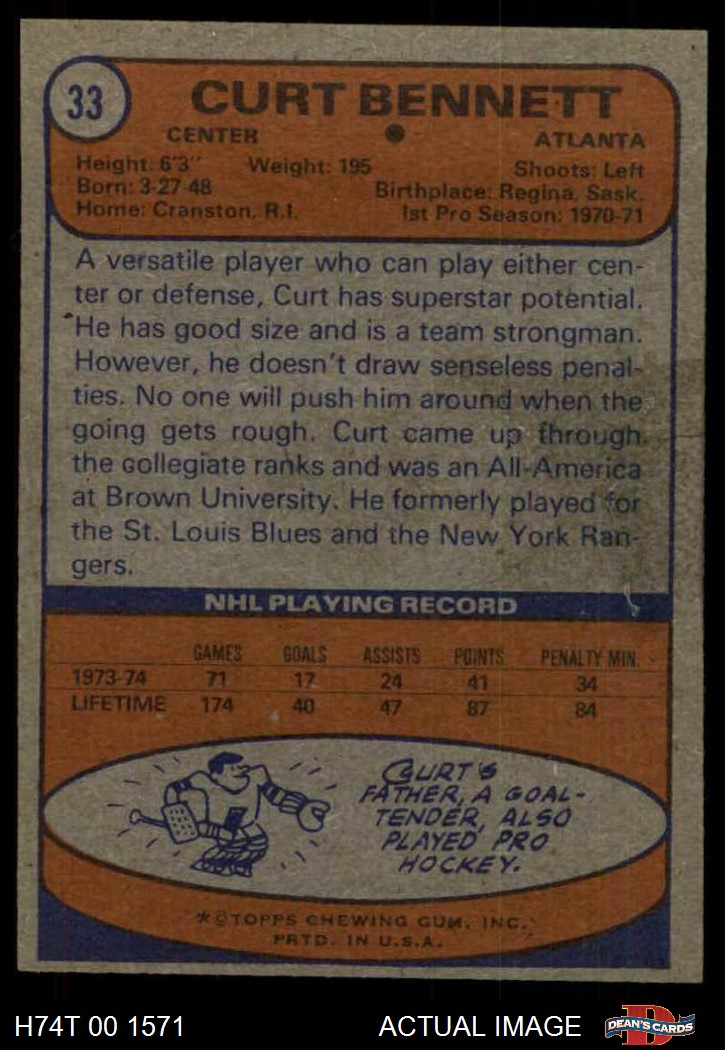 33
CURT BENNETT
CENTER ATLANTA
Height: 6'3" Weight: 195 Shoots: Left
Born: 3-27-48 Birthplace: Regina, Sask.
Home: Cranston, R.I. 1st Pro Season: 1970-71
A versatile player who can play either cen-
ter or defense, Curt has superstar potential.
He has good size and is a team strongman.
However, he doesn't draw senseless penal-
ties. No one will push him around when the
going gets rough. Curt came up through
the collegiate ranks and was an All-America
at Brown University. He formerly played for
the St. Louis Blues and the New York Ran-
gers.
NHL PLAYING RECORD
GAMES GOALS ASSISTS POINTS PENALTY MIN.
1973-74 71 17 24 41 34
LIFETIME 174 40 47 87 84
CURT'S
FATHER, A GOAL-
TENDER, ALSO
PLAYED PRO
HOCKEY.
*©TOPPS CHEWING GUM, INC.
PRTD. IN U.S.A.
H74T 00 1571 ACTUAL IMAGE DEAN'S CARDS